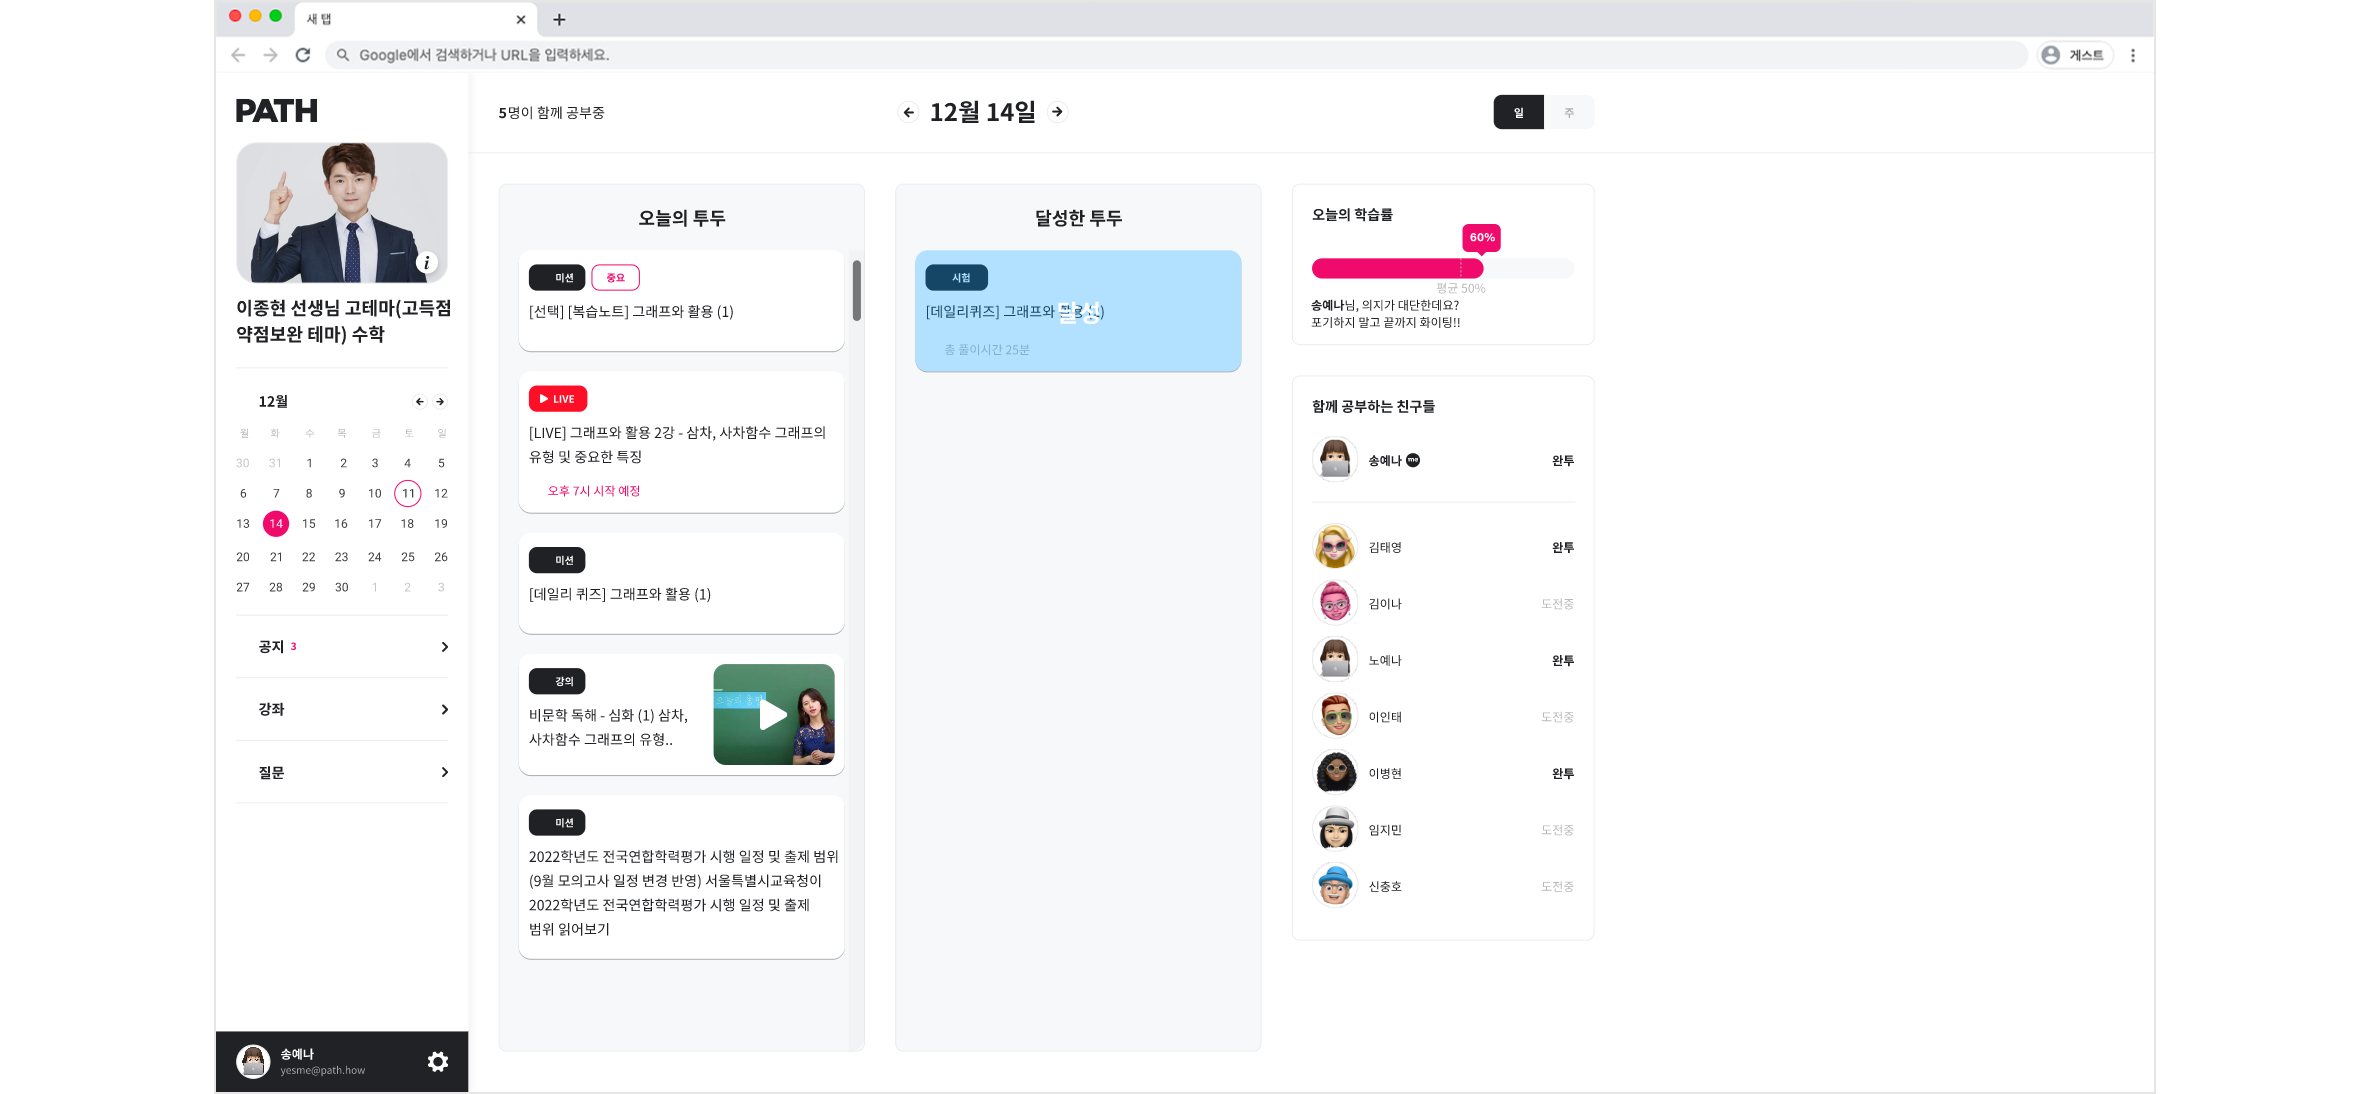 새 탭
Google에서 검색하거나 URL을 입력하세요.
게스트
PATH
i
이종현 선생님 고테마(고득점
약점보완 테마) 수학
12월
월 화 수 목 금 토 일
30 31 1 2 3 4 5
6 7 8 9 10 11 12
13 14 15 16 17 18 19
20 21 22 23 24 25 26
27 28 29 30 1 2 3
공지 3
강좌
질문
송예나
yesme@path.how
5명이 함께 공부중
12월 14일
일 주
오늘의 투두
미션 중요
[선택] [복습노트] 그래프와 활용 (1)
LIVE
[LIVE] 그래프와 활용 2강 - 삼차, 사차함수 그래프의
유형 및 중요한 특징
오후 7시 시작 예정
미션
[데일리 퀴즈] 그래프와 활용 (1)
강의
비문학 독해 - 심화 (1) 삼차,
사차함수 그래프의 유형..
미션
2022학년도 전국연합학력평가 시행 일정 및 출제 범위
(9월 모의고사 일정 변경 반영) 서울특별시교육청이
2022학년도 전국연합학력평가 시행 일정 및 출제
범위 읽어보기
달성한 투두
시험
[데일리퀴즈] 그래프와
달성
총 풀이시간 25분
오늘의 학습률
60%
평균 50%
송예나님, 의지가 대단한데요?
포기하지 말고 끝까지 화이팅!!
함께 공부하는 친구들
송예나 me 완투
김태영 완투
김이나 도전중
노예나 완투
이인태 도전중
이병현 완투
임지민 도전중
신충호 도전중